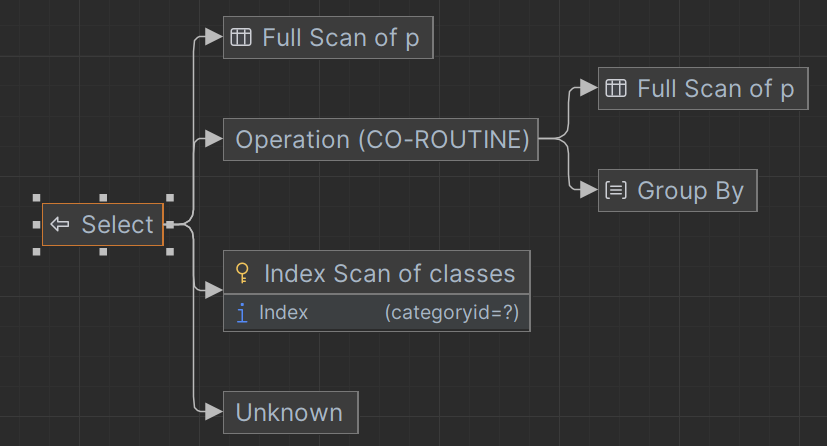 Full Scan of p
Operation (CO-ROUTINE)
Full Scan of p
Group By
Select
Index Scan of classes
i Index (categoryid=?)
Unknown